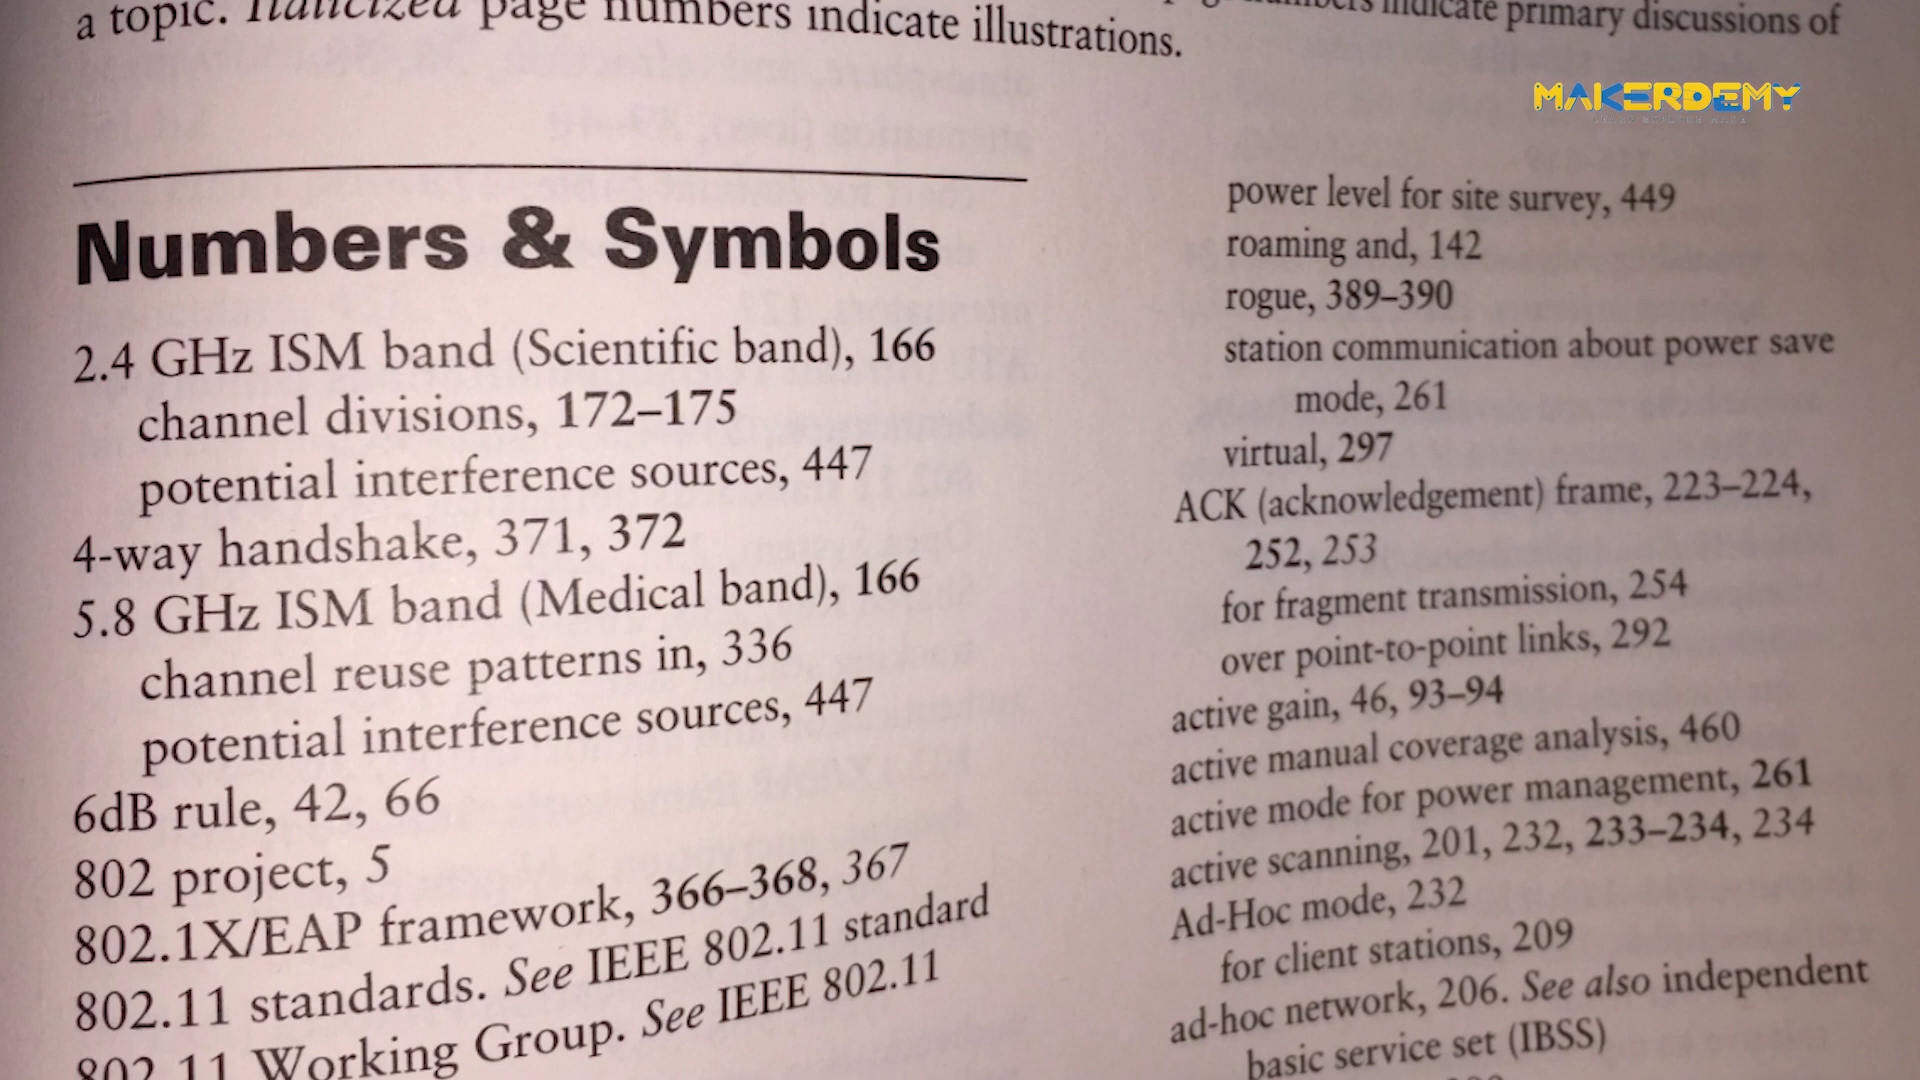 indicate primary discussions of
a topic. Italicized page numbers indicate illustrations.
MAKERDEMY
Numbers & Symbols
2.4 GHz ISM band (Scientific band), 166
channel divisions, 172–175
potential interference sources, 447
4-way handshake, 371, 372
5.8 GHz ISM band (Medical band), 166
channel reuse patterns in, 336
potential interference sources, 447
6dB rule, 42, 66
802 project, 5
802.1X/EAP framework, 366–368, 367
802.11 standards. See IEEE 802.11 standard
802.11 Working Group. See IEEE 802.11
power level for site survey, 449
roaming and, 142
rogue, 389–390
station communication about power save
mode, 261
virtual, 297
ACK (acknowledgement) frame, 223–224,
252, 253
for fragment transmission, 254
over point-to-point links, 292
active gain, 46, 93–94
active manual coverage analysis, 460
active mode for power management, 261
active scanning, 201, 232, 233–234, 234
Ad-Hoc mode, 232
for client stations, 209
ad-hoc network, 206. See also independent
basic service set (IBSS)